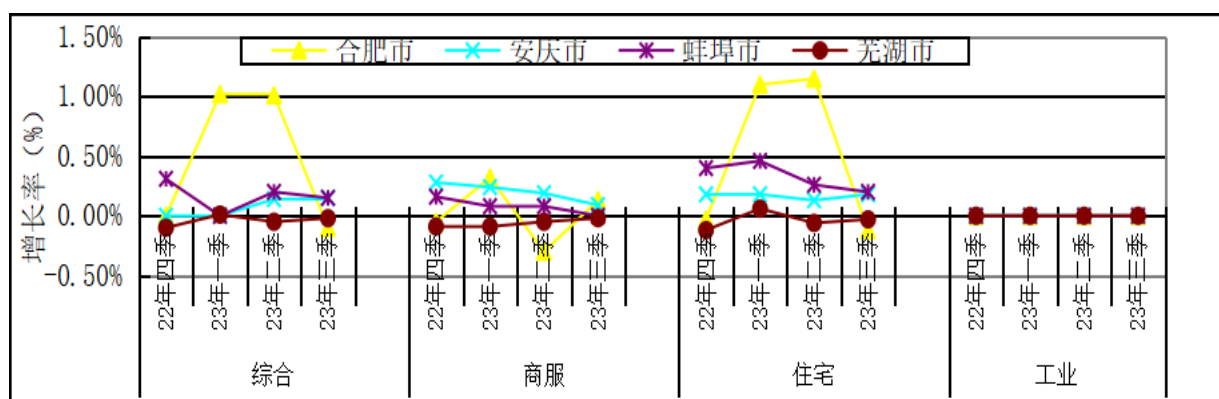 1.50%
合肥市 安庆市 蚌埠市 芜湖市
1.00%
0.50%
0.00%
-0.50%
增长率（%）
22年四季 23年一季 23年二季 23年三季 22年四季 23年一季 23年二季 23年三季 22年四季 23年一季 23年二季 23年三季 22年四季 23年一季 23年二季 23年三季
综合 商服 住宅 工业